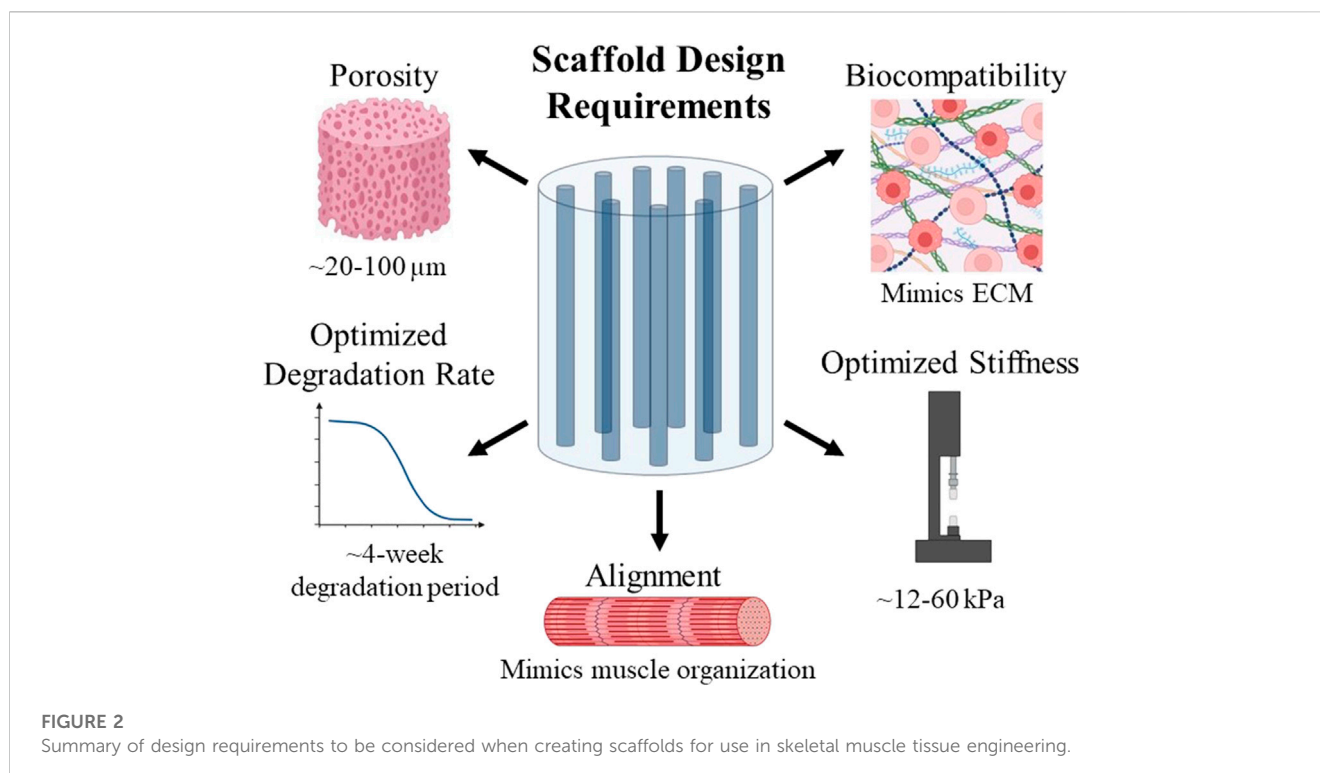 Scaffold Design
Requirements
Porosity
~20-100 µm
Biocompatibility
Mimics ECM
Optimized
Degradation Rate
~4-week
degradation period
Optimized Stiffness
~12-60 kPa
Alignment
Mimics muscle organization
FIGURE 2
Summary of design requirements to be considered when creating scaffolds for use in skeletal muscle tissue engineering.